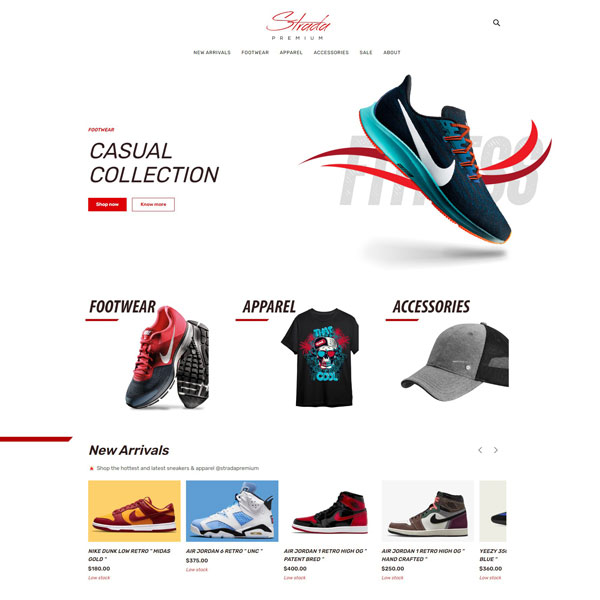 Strada
PREMIUM
NEW ARRIVALS FOOTWEAR APPAREL ACCESSORIES SALE ABOUT
FOOTWEAR
CASUAL
COLLECTION
Shop now Know more
FOOTWEAR APPAREL ACCESSORIES
COOL
New Arrivals
Shop the hottest and latest sneakers & apparel @stradapremium
NIKE DUNK LOW RETRO " MIDAS GOLD "
$180.00
Low stock
AIR JORDAN 6 RETRO " UNC "
$375.00
Low stock
AIR JORDAN 1 RETRO HIGH OG " PATENT BRED "
$400.00
Low stock
AIR JORDAN 1 RETRO HIGH OG " HAND CRAFTED "
$250.00
Low stock
YEEZY
BLUE "
$360.00
Low stock